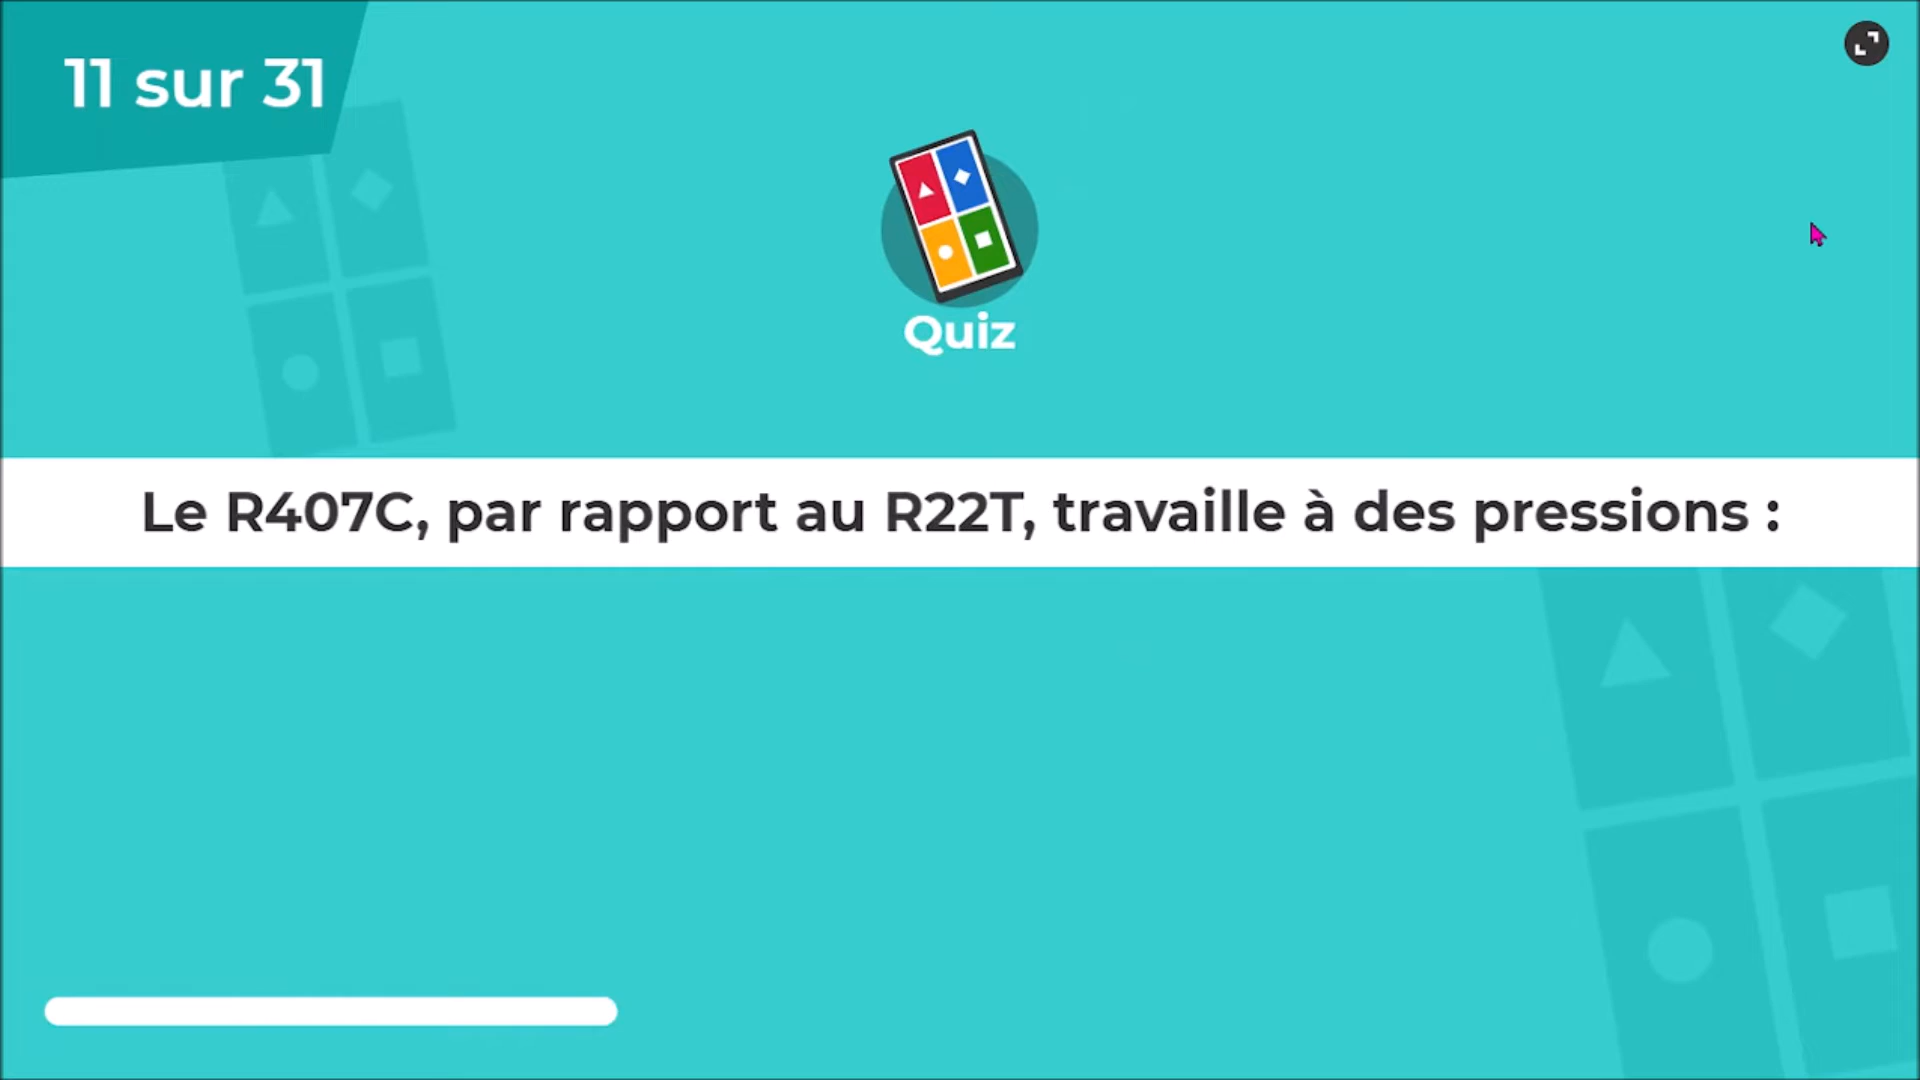 11 sur 31
Quiz
Le R407C, par rapport au R22T, travaille à des pressions :